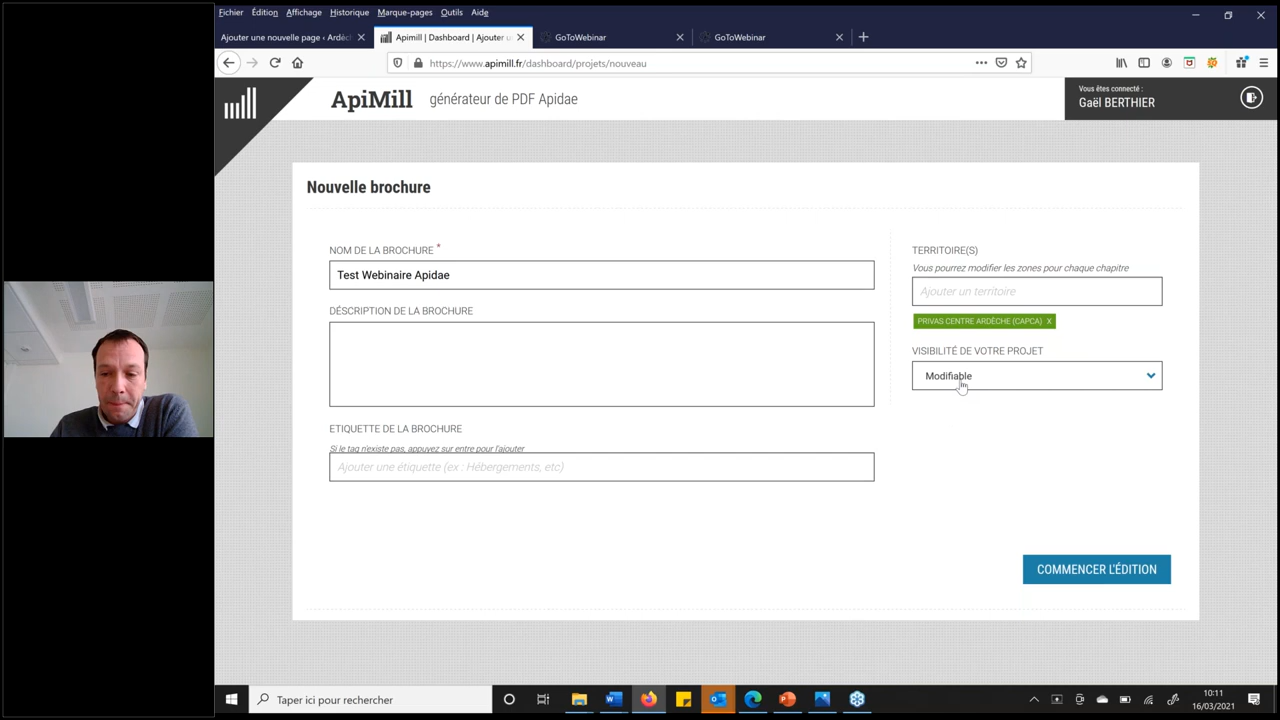 Fichier Édition Affichage Historique Marque-pages Outils Aide
Ajouter une nouvelle page ‹ Ardèch
Apimill | Dashboard | Ajouter u
GoToWebinar
GoToWebinar
https://www.apimill.fr/dashboard/projets/nouveau
ApiMill générateur de PDF Apidae
Vous êtes connecté :
Gaël BERTHIER
Nouvelle brochure
NOM DE LA BROCHURE *
Test Webinaire Apidae
DÉSCRIPTION DE LA BROCHURE
ETIQUETTE DE LA BROCHURE
Si le tag n'existe pas, appuyez sur entre pour l'ajouter
Ajouter une étiquette (ex : Hébergements, etc)
TERRITOIRE(S)
Vous pourrez modifier les zones pour chaque chapitre
Ajouter un territoire
PRIVAS CENTRE ARDÈCHE (CAPCA) X
VISIBILITÉ DE VOTRE PROJET
Modifiable
COMMENCER L'ÉDITION
Taper ici pour rechercher
10:11
16/03/2021